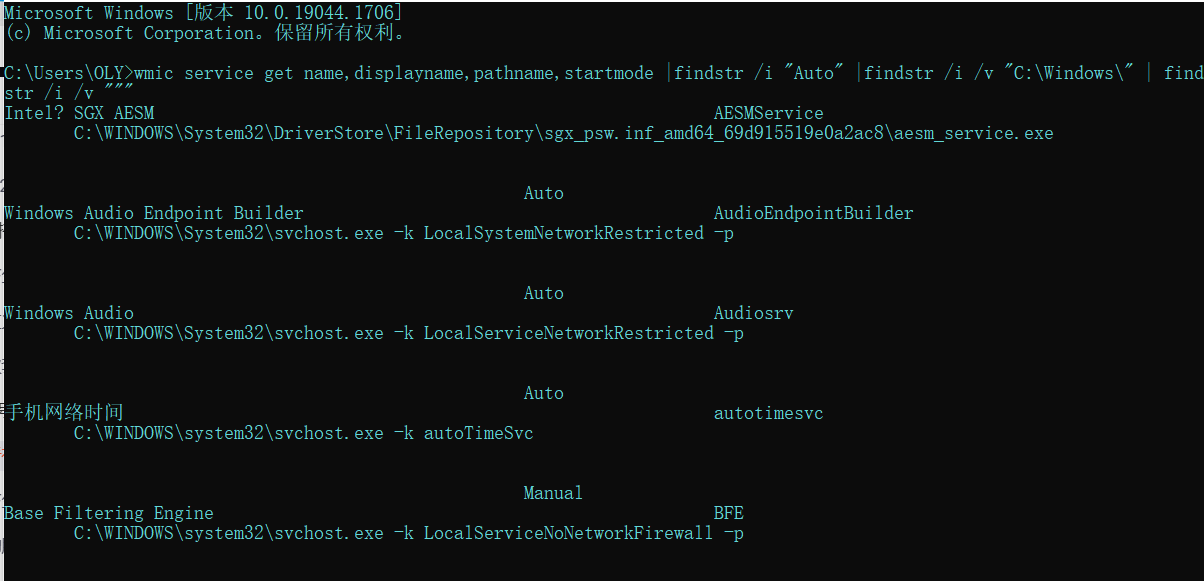 Microsoft Windows [版本 10.0.19044.1706]
(c) Microsoft Corporation。保留所有权利。
C:\Users\OLY>wmic service get name,displayname,pathname,startmode |findstr /i "Auto" |findstr /i /v "C:\Windows\" | find
str /i /v """
Intel? SGX AESM AESMService
C:\WINDOWS\System32\DriverStore\FileRepository\sgx_psw.inf_amd64_69d915519e0a2ac8\aesm_service.exe
Auto
Windows Audio Endpoint Builder AudioEndpointBuilder
C:\WINDOWS\System32\svchost.exe -k LocalSystemNetworkRestricted -p
Auto
Windows Audio Audiosrv
C:\WINDOWS\System32\svchost.exe -k LocalServiceNetworkRestricted -p
Auto
手机网络时间 autotimesvc
C:\WINDOWS\system32\svchost.exe -k autoTimeSvc
Manual
Base Filtering Engine BFE
C:\WINDOWS\system32\svchost.exe -k LocalServiceNoNetworkFirewall -p